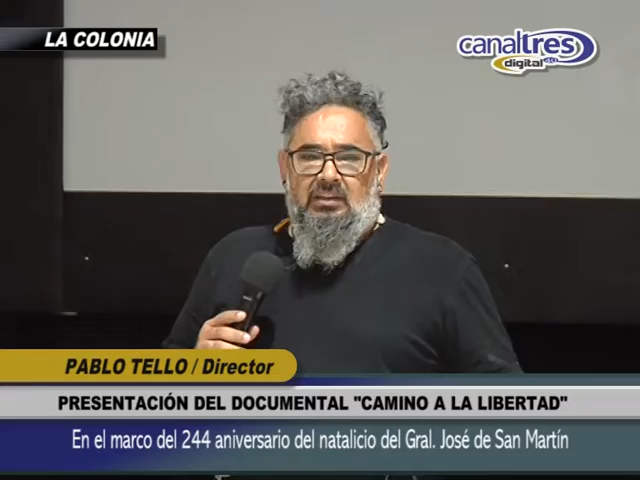 LA COLONIA
canaltres
digital
PABLO TELLO / Director
PRESENTACIÓN DEL DOCUMENTAL "CAMINO A LA LIBERTAD"
En el marco del 244 aniversario del natalicio del Gral. José de San Martín